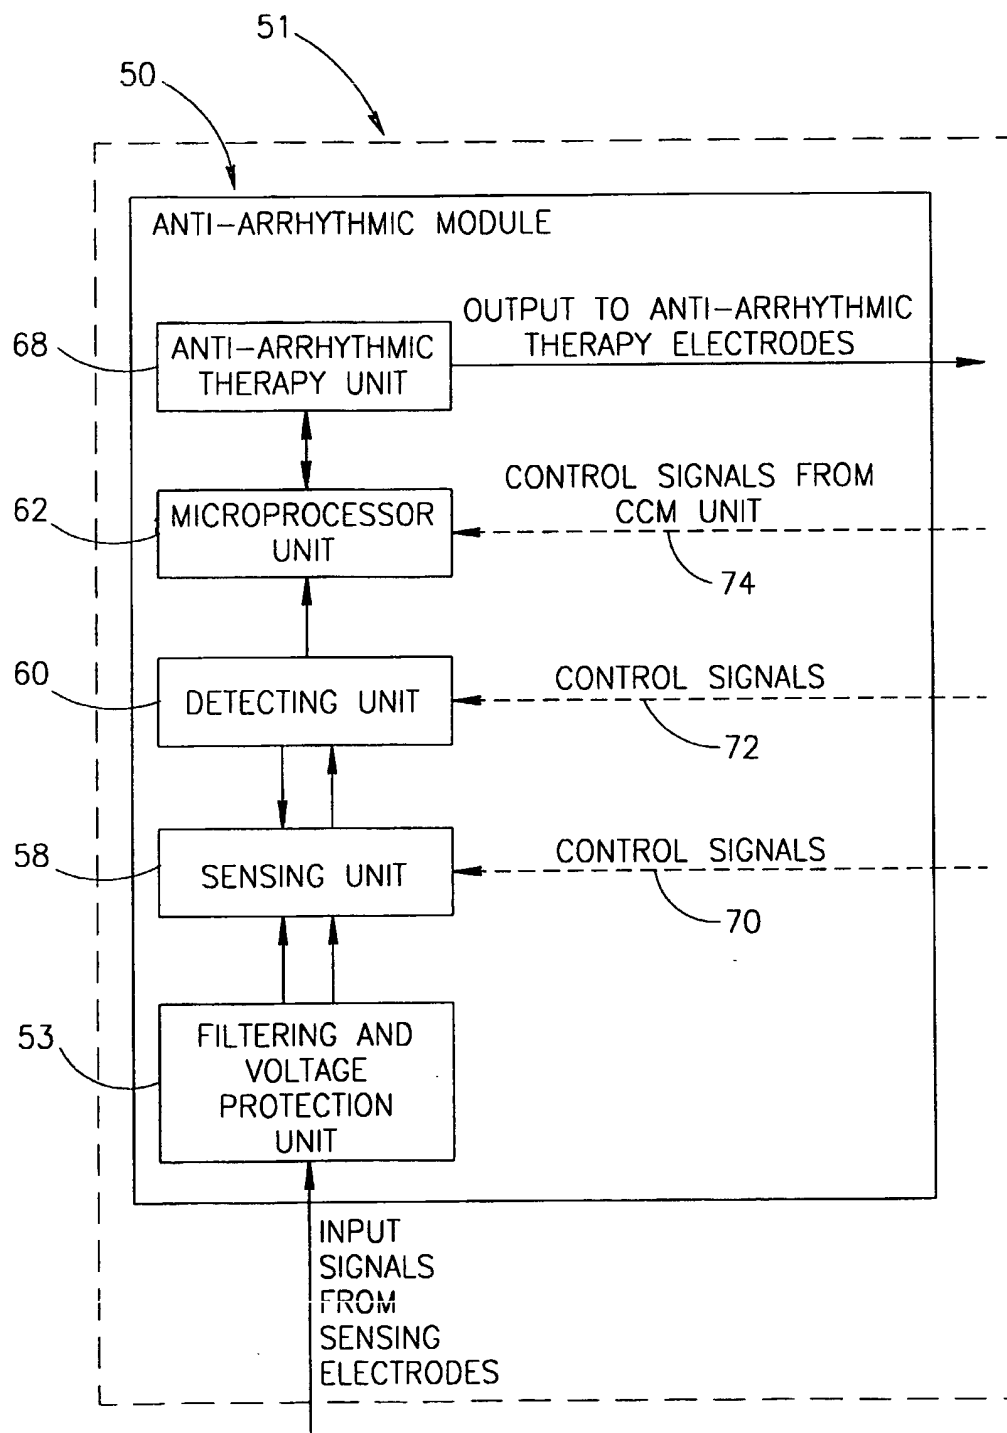 51
50
ANTI-ARRHYTHMIC MODULE
OUTPUT TO ANTI-ARRHYTHMIC
THERAPY ELECTRODES
68
ANTI-ARRHYTHMIC
THERAPY UNIT
CONTROL SIGNALS FROM
CCM UNIT
62
MICROPROCESSOR
UNIT
74
60
DETECTING UNIT
CONTROL SIGNALS
72
58
SENSING UNIT
CONTROL SIGNALS
70
53
FILTERING AND
VOLTAGE
PROTECTION
UNIT
INPUT
SIGNALS
FROM
SENSING
ELECTRODES